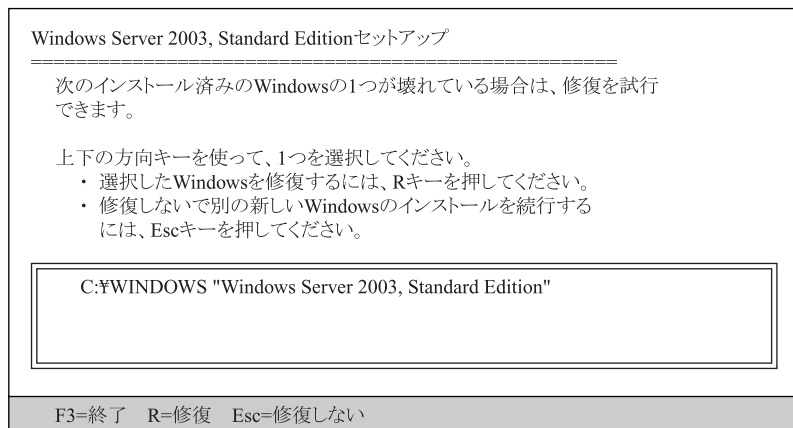 Windows Server 2003, Standard Editionセットアップ
====================================================
次のインストール済みのWindowsの1つが壊れている場合は、修復を試行
できます。
上下の方向キーを使って、1つを選択してください。
・ 選択したWindowsを修復するには、Rキーを押してください。
・ 修復しないで別の新しいWindowsのインストールを続行する
には、Escキーを押してください。
C:¥WINDOWS "Windows Server 2003, Standard Edition"
F3=終了 R=修復 Esc=修復しない